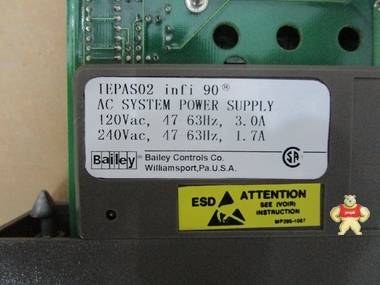 IEPAS02 infi 90®
AC SYSTEM POWER SUPPLY
120Vac, 47 63Hz, 3.0A
240Vac, 47 63Hz, 1.7A
Bailey® Bailey Controls Co.
Williamsport,Pa.U.S.A.
ESD ATTENTION
SEE (VOIR)
INSTRUCTION